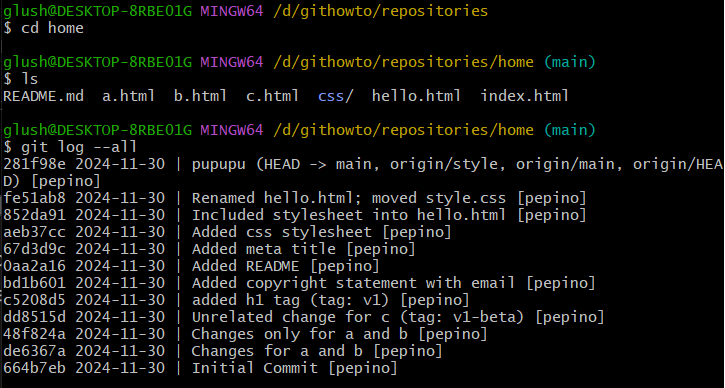 glush@DESKTOP-8RBE01G MINGW64 /d/githowto/repositories
$ cd home
glush@DESKTOP-8RBE01G MINGW64 /d/githowto/repositories/home (main)
$ ls
README.md  a.html  b.html  c.html  css/  hello.html  index.html
glush@DESKTOP-8RBE01G MINGW64 /d/githowto/repositories/home (main)
$ git log --all
281f98e 2024-11-30 | pupupu (HEAD -> main, origin/style, origin/main, origin/HEA
D) [pepino]
fe51ab8 2024-11-30 | Renamed hello.html; moved style.css [pepino]
852da91 2024-11-30 | Included stylesheet into hello.html [pepino]
aeb37cc 2024-11-30 | Added css stylesheet [pepino]
67d3d9c 2024-11-30 | Added meta title [pepino]
0aa2a16 2024-11-30 | Added README [pepino]
bd1b601 2024-11-30 | Added copyright statement with email [pepino]
c5208d5 2024-11-30 | added h1 tag (tag: v1) [pepino]
dd8515d 2024-11-30 | Unrelated change for c (tag: v1-beta) [pepino]
48f824a 2024-11-30 | Changes only for a and b [pepino]
de6367a 2024-11-30 | Changes for a and b [pepino]
664b7eb 2024-11-30 | Initial Commit [pepino]